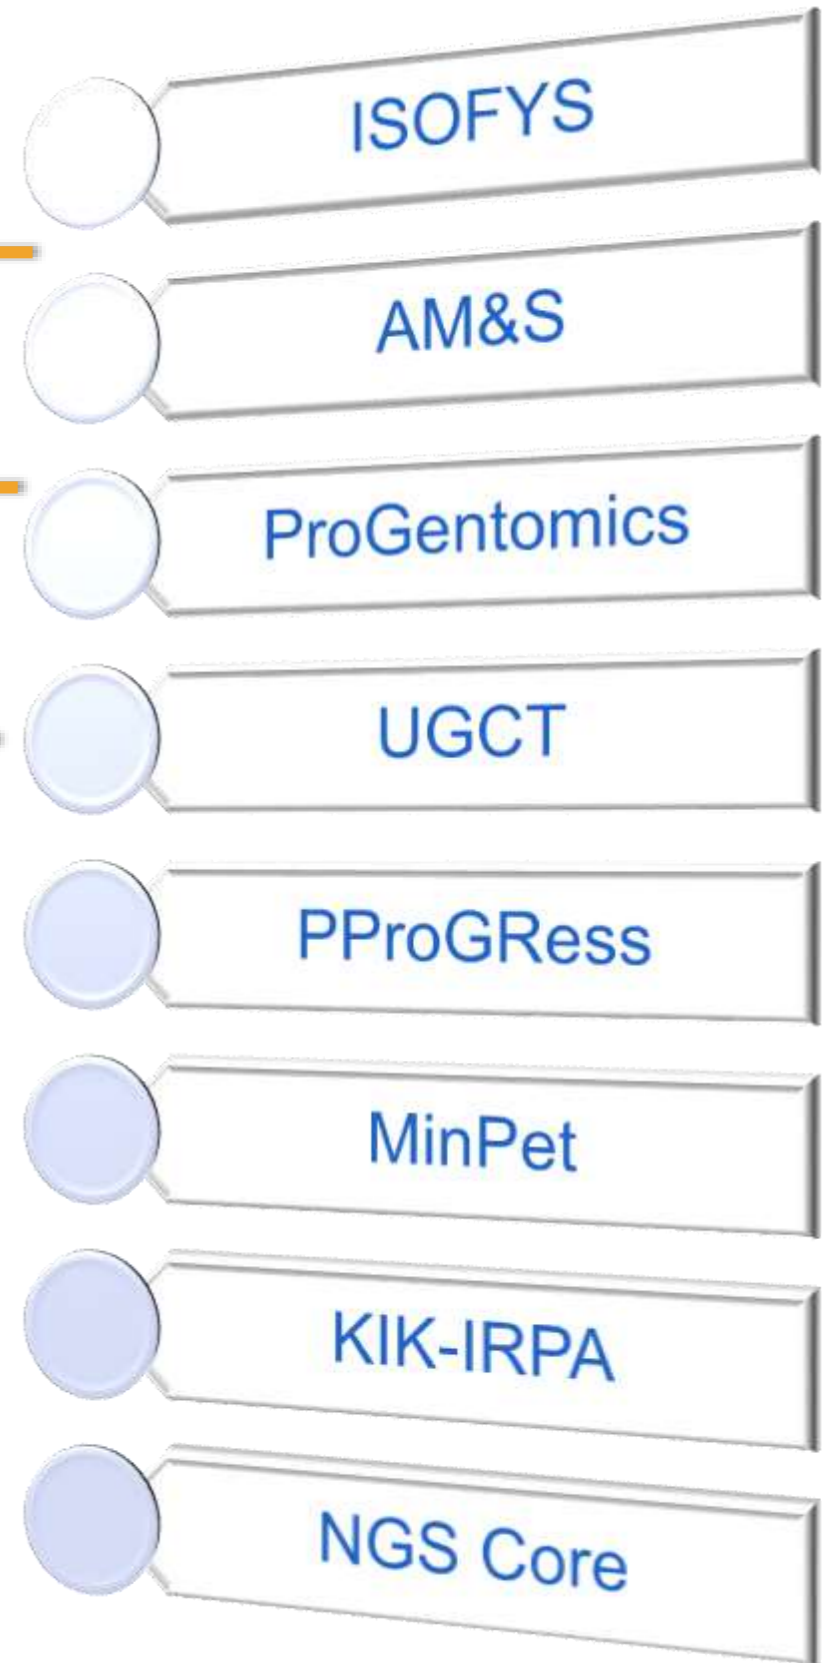 ISOFYS
AM&S
ProGentomics
UGCT
PProGRess
MinPet
KIK-IRPA
NGS Core